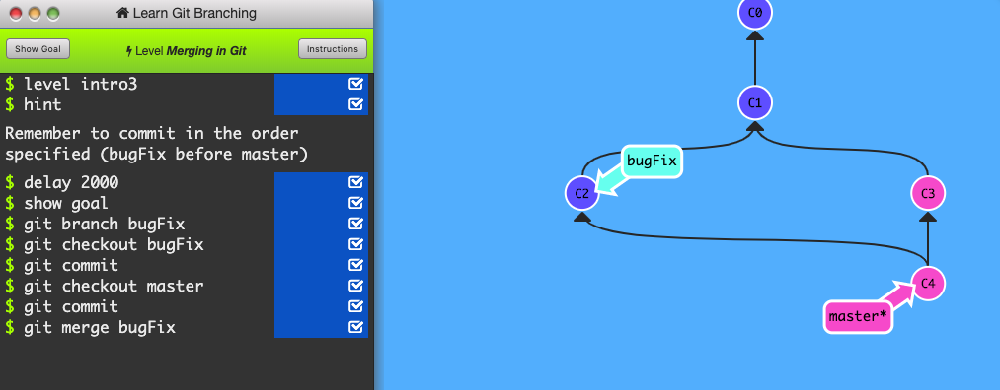 Learn Git Branching
Show Goal
Level Merging in Git
Instructions
$ level intro3
$ hint
Remember to commit in the order
specified (bugFix before master)
$ delay 2000
$ show goal
$ git branch bugFix
$ git checkout bugFix
$ git commit
$ git checkout master
$ git commit
$ git merge bugFix
C0
C1
bugFix
C2
C3
C4
master*